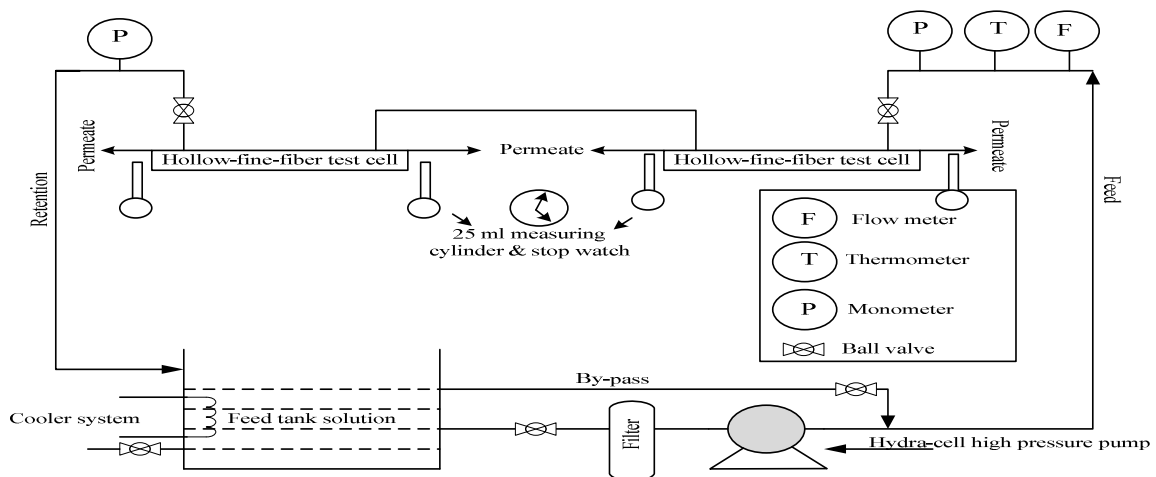 P
P
T
F
Permeate
Hollow-fine-fiber test cell
Permeate
Hollow-fine-fiber test cell
Permeate
Retention
Feed
25 ml measuring
cylinder & stop watch
F Flow meter
T Thermometer
P Monometer
Ball valve
By-pass
Cooler system
Feed tank solution
Filter
Hydra-cell high pressure pump